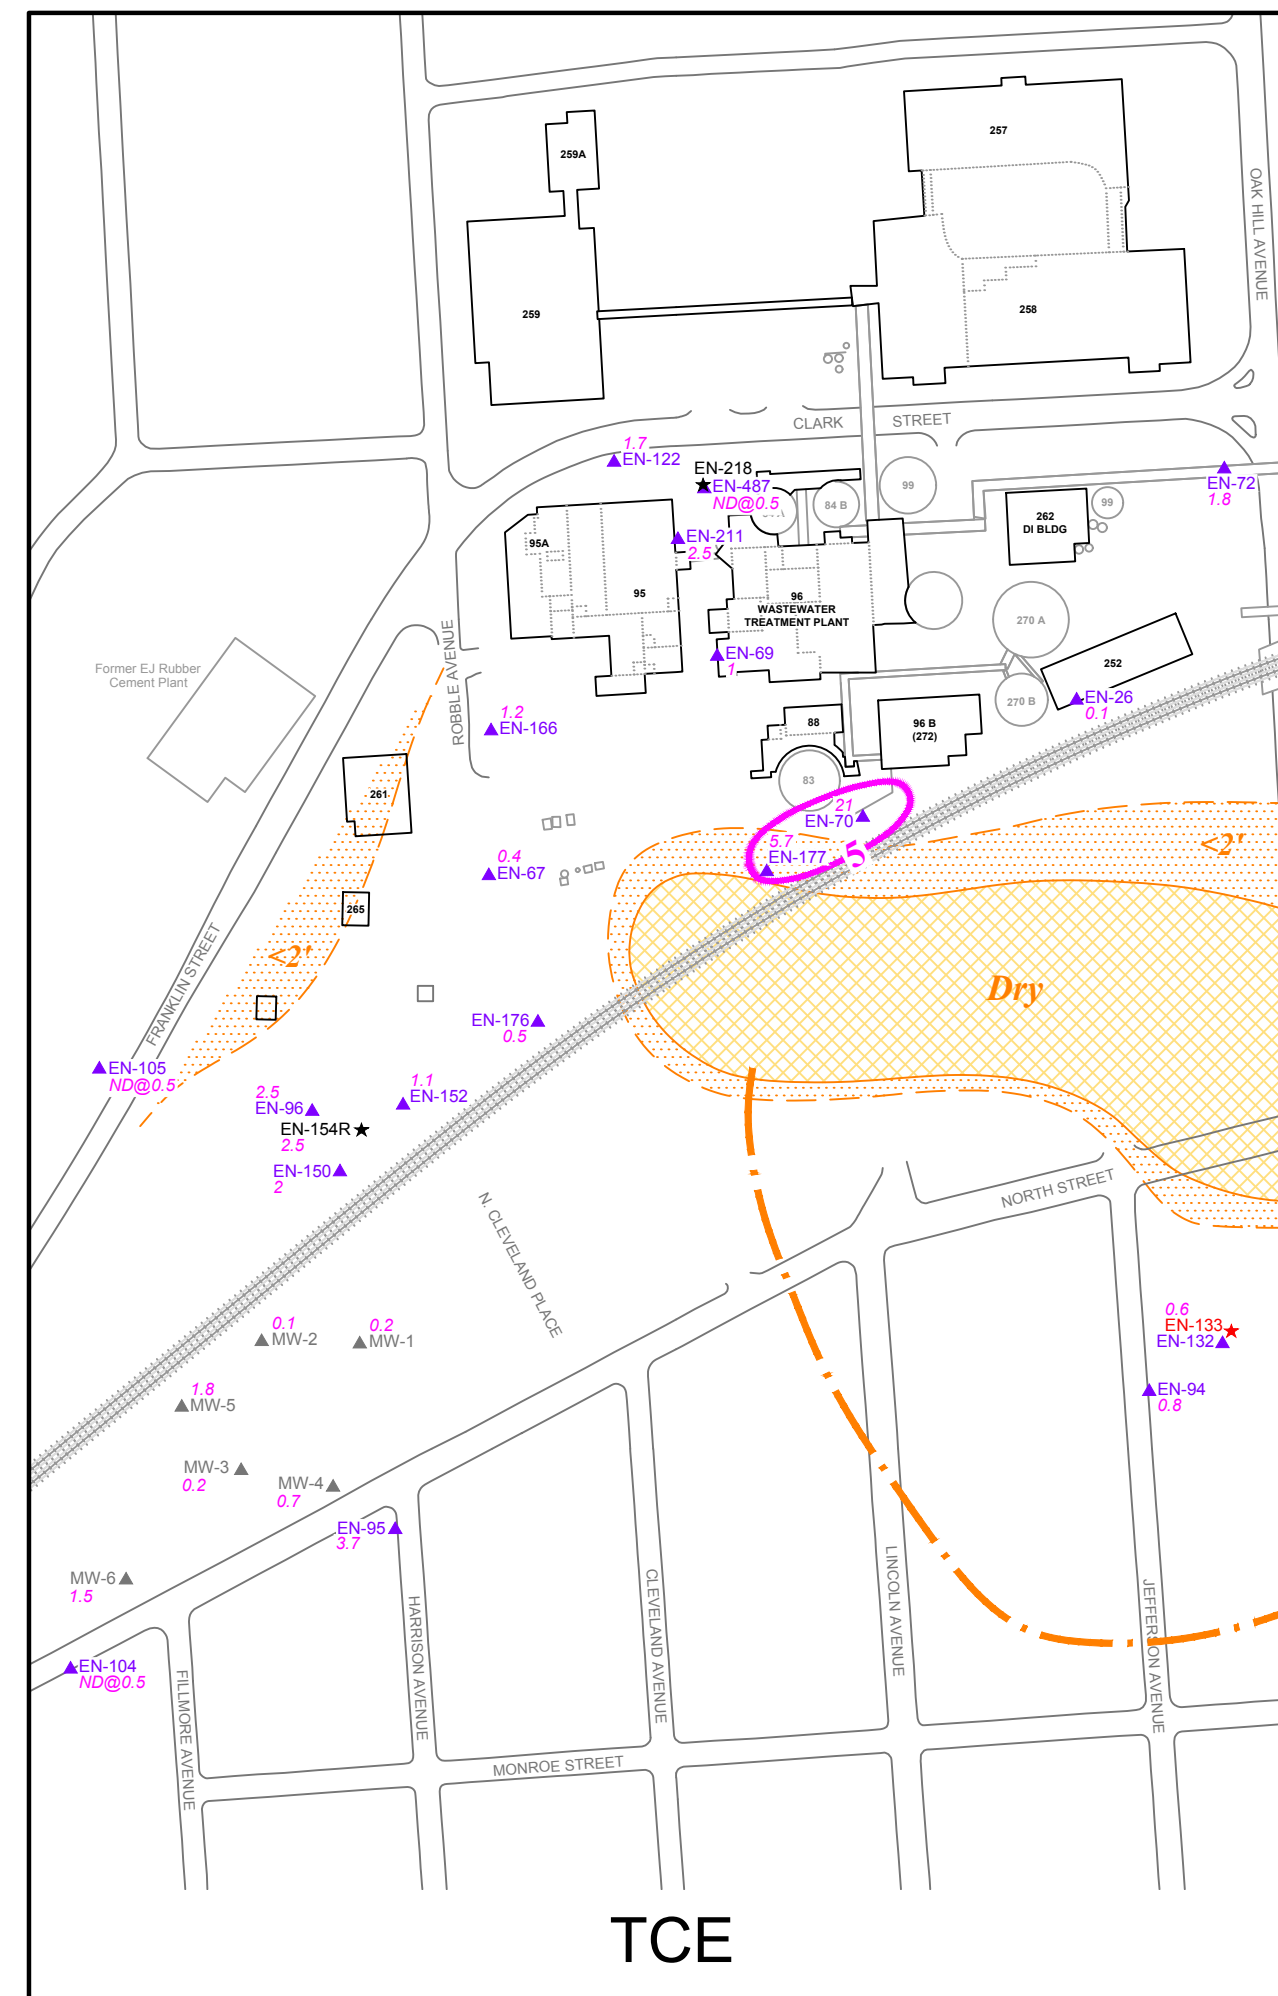 257
259A
OAK HILL AVENUE
259
258
CLARK STREET
1.7
EN-122
EN-218
EN-487
ND@0.5
84 B
99
EN-72
1.8
99
262
DI BLDG
95A
EN-211
2.5
95
96
WASTEWATER
TREATMENT PLANT
270 A
ROBBLE AVENUE
EN-69
1
252
Former EJ Rubber
Cement Plant
EN-26
0.1
270 B
1.2
EN-166
88
96 B
(272)
83
261
21
EN-70
5.7
EN-177
5
<2'
0.4
EN-67
265
FRANKLIN STREET
<2'
Dry
EN-176
0.5
EN-105
ND@0.5
2.5
EN-96
1.1
EN-152
EN-154R
2.5
EN-150
2
NORTH STREET
N. CLEVELAND PLACE
0.1
MW-2
0.2
MW-1
0.6
EN-133
EN-132
1.8
MW-5
EN-94
0.8
MW-3
0.2
MW-4
0.7
EN-95
3.7
MW-6
1.5
LINCOLN AVENUE
CLEVELAND AVENUE
HARRISON AVENUE
JEFFERSON AVENUE
EN-104
ND@0.5
FILLMORE AVENUE
MONROE STREET
TCE